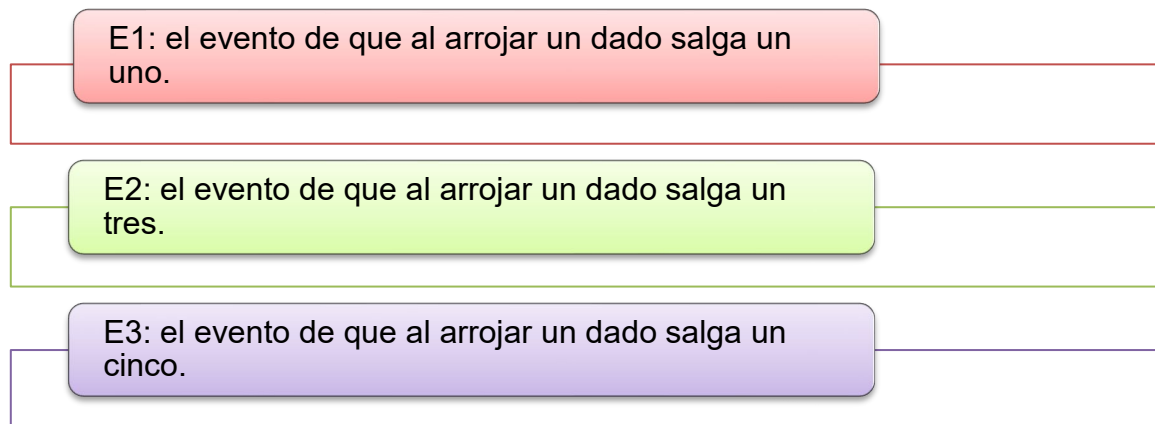 E1: el evento de que al arrojar un dado salga un
uno.
E2: el evento de que al arrojar un dado salga un
tres.
E3: el evento de que al arrojar un dado salga un
cinco.